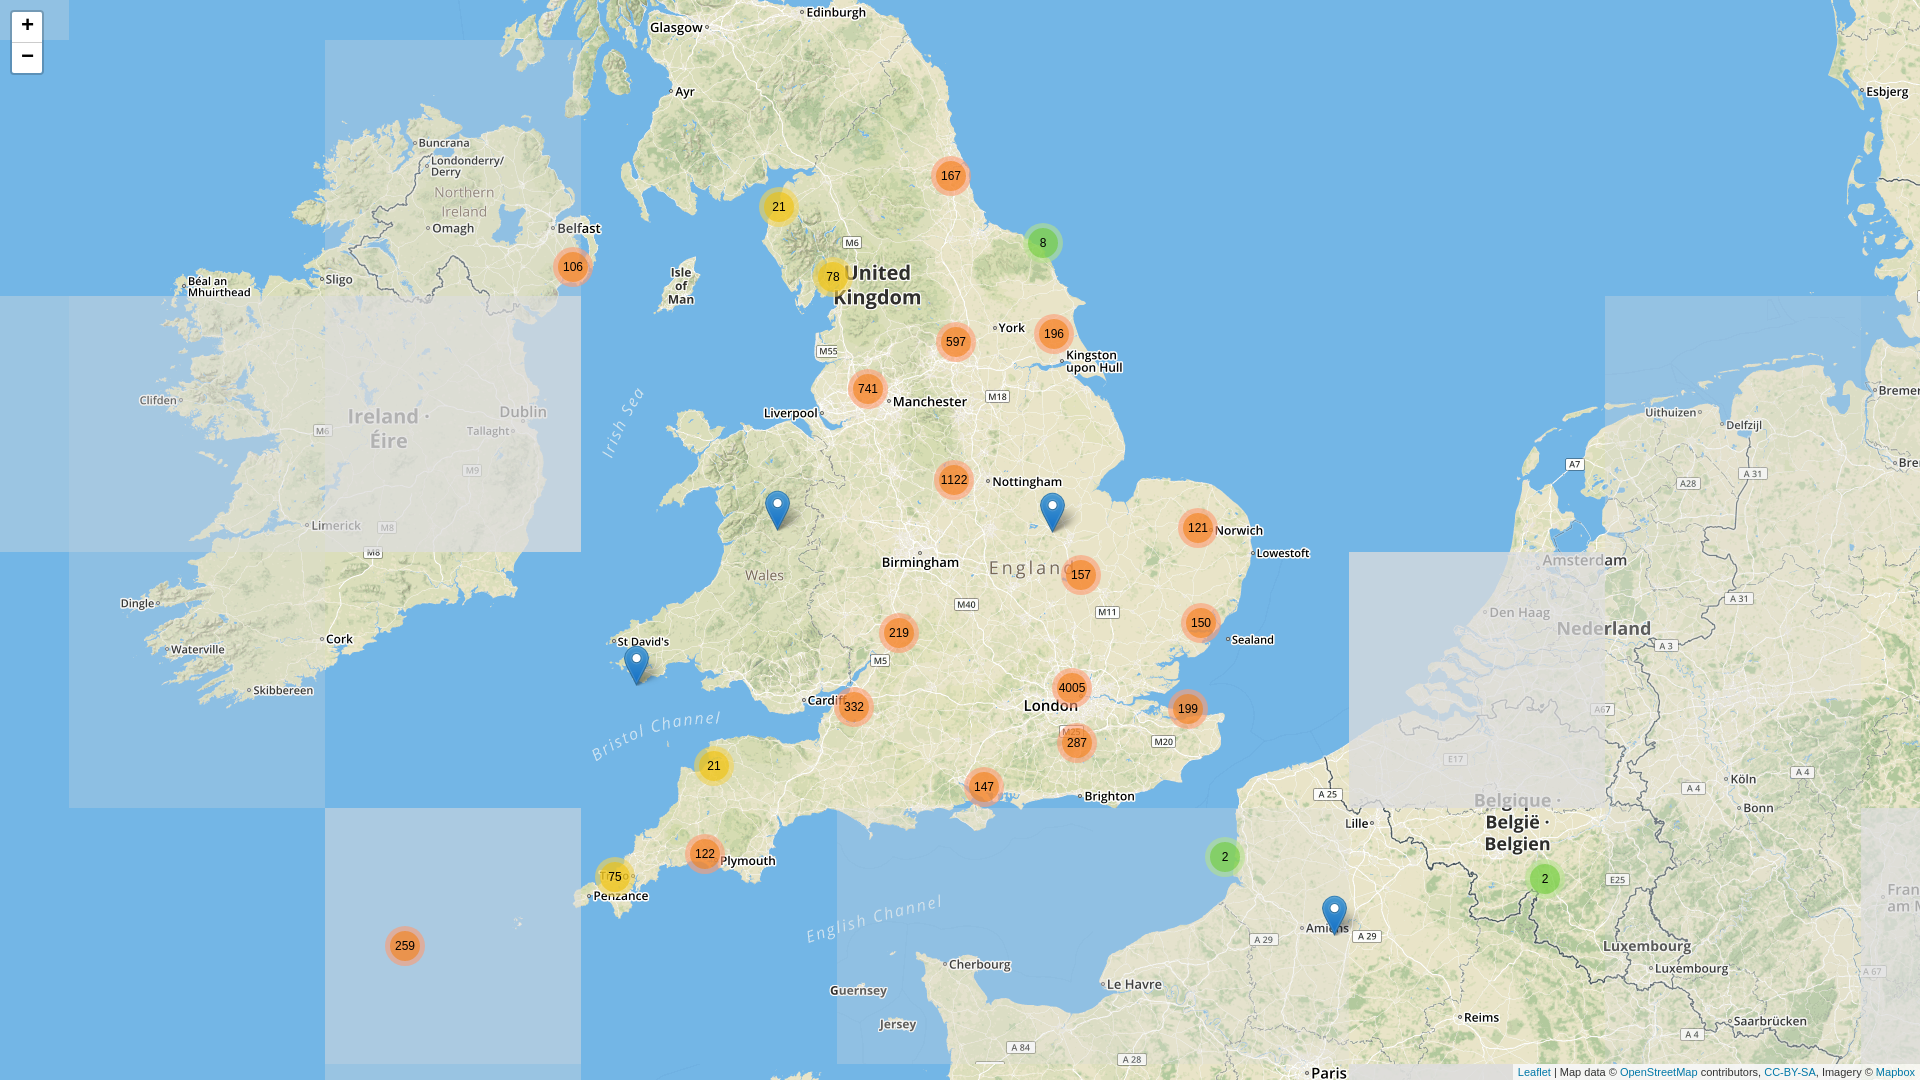 +
−
Glasgow
Edinburgh
Ayr
Esbjerg
Buncrana
Londonderry/
Derry
Northern
Ireland
Omagh
Belfast
167
21
8
M6
106
78
United
Kingdom
Isle
of
Man
Béal an
Mhuirthead
Sligo
York
196
597
Kingston
upon Hull
M55
741
Manchester
M18
Liverpool
Clifden
Ireland ·
Éire
Dublin
M6
Tallaght
Irish Sea
M9
Uithuizen
Delfzijl
A7
A 31
A28
1122
Nottingham
Limerick
M8
M8
121
Norwich
Lowestoft
Birmingham
England
157
Wales
Amsterdam
Dingle
M40
M11
A 31
Den Haag
Nederland
Cork
Waterville
St David's
219
150
Sealand
M5
A 3
Skibbereen
4005
Cardiff
332
London
199
A67
Bristol Channel
M25
287
M20
E17
21
147
Brighton
A 25
Köln
A 4
A 4
Bonn
Belgique ·
België ·
Belgien
Lille
122
Plymouth
2
75
Penzance
2
E25
English Channel
259
Amiens
A 29
A 29
Luxembourg
Luxembourg
A 67
Cherbourg
Le Havre
Guernsey
Jersey
Reims
Saarbrücken
A 84
A 28
A 4
Paris
Leaflet | Map data © OpenStreetMap contributors, CC-BY-SA, Imagery © Mapbox